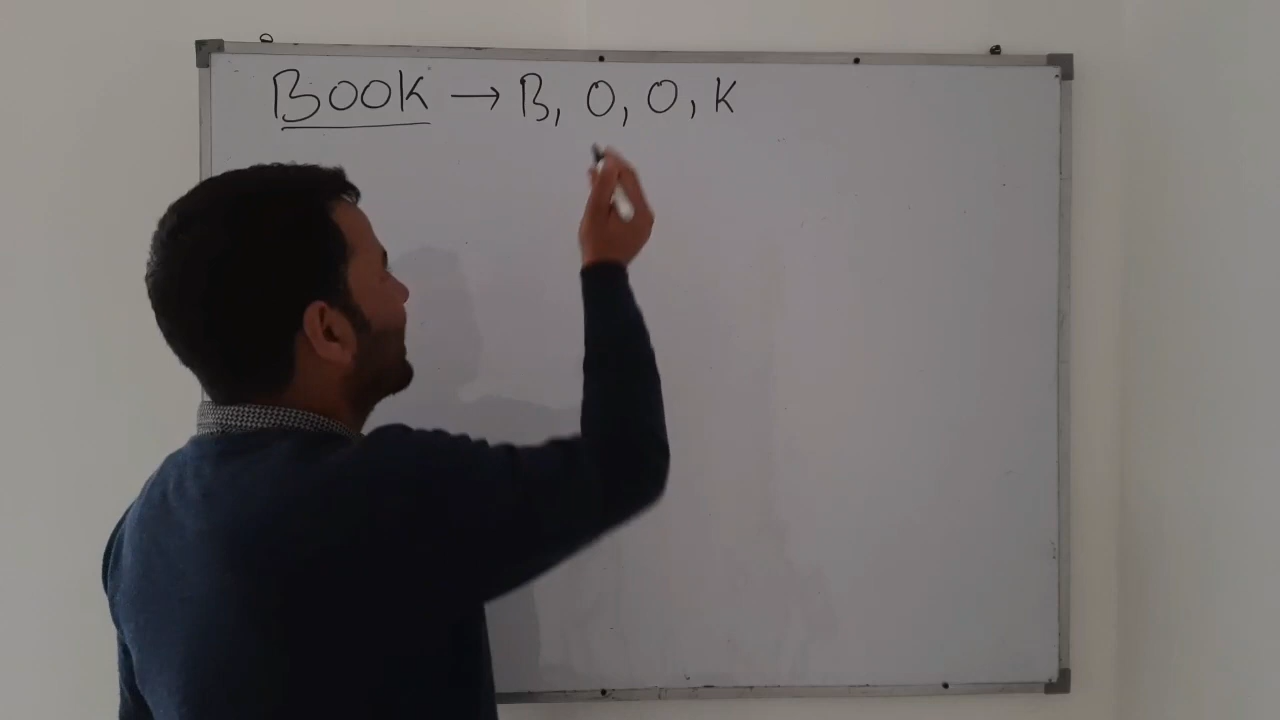 BOOK → B, O, O, K